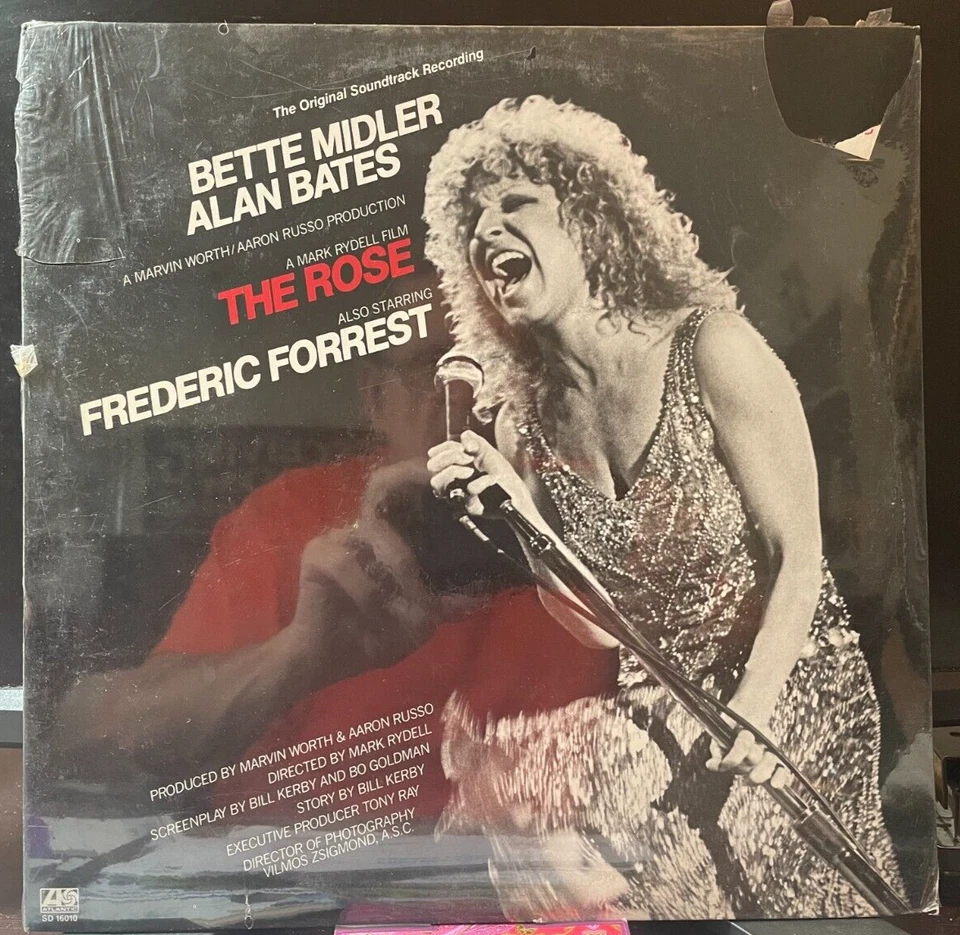 The Original Soundtrack Recording
BETTE MIDLER
ALAN BATES
A MARVIN WORTH/AARON RUSSO PRODUCTION
A MARK RYDELL FILM
THE ROSE
ALSO STARRING
FREDERIC FORREST
PRODUCED BY MARVIN WORTH & AARON RUSSO
DIRECTED BY MARK RYDELL
SCREENPLAY BY BILL KERBY AND BO GOLDMAN
STORY BY BILL KERBY
EXECUTIVE PRODUCER TONY RAY
DIRECTOR OF PHOTOGRAPHY
VILMOS ZSIGMOND, A.S.C.
ATLANTIC
SD 16010